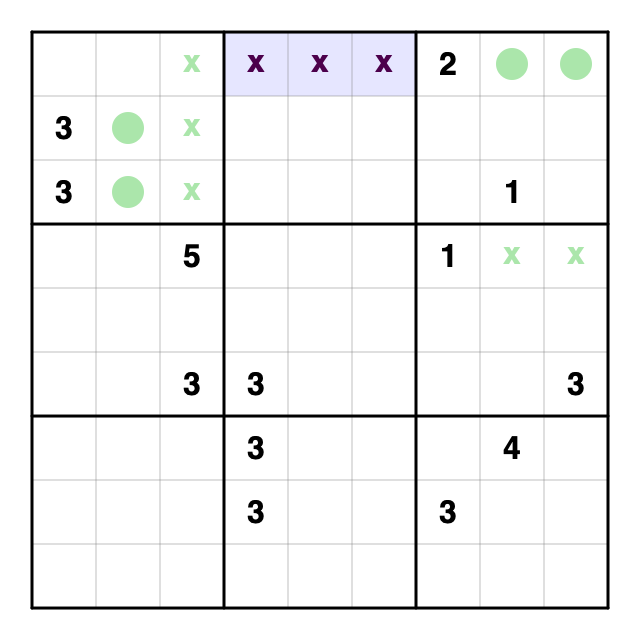 x x x x 2
3 x
3 x 1
5 1 x x
3 3 3
3 4
3 3